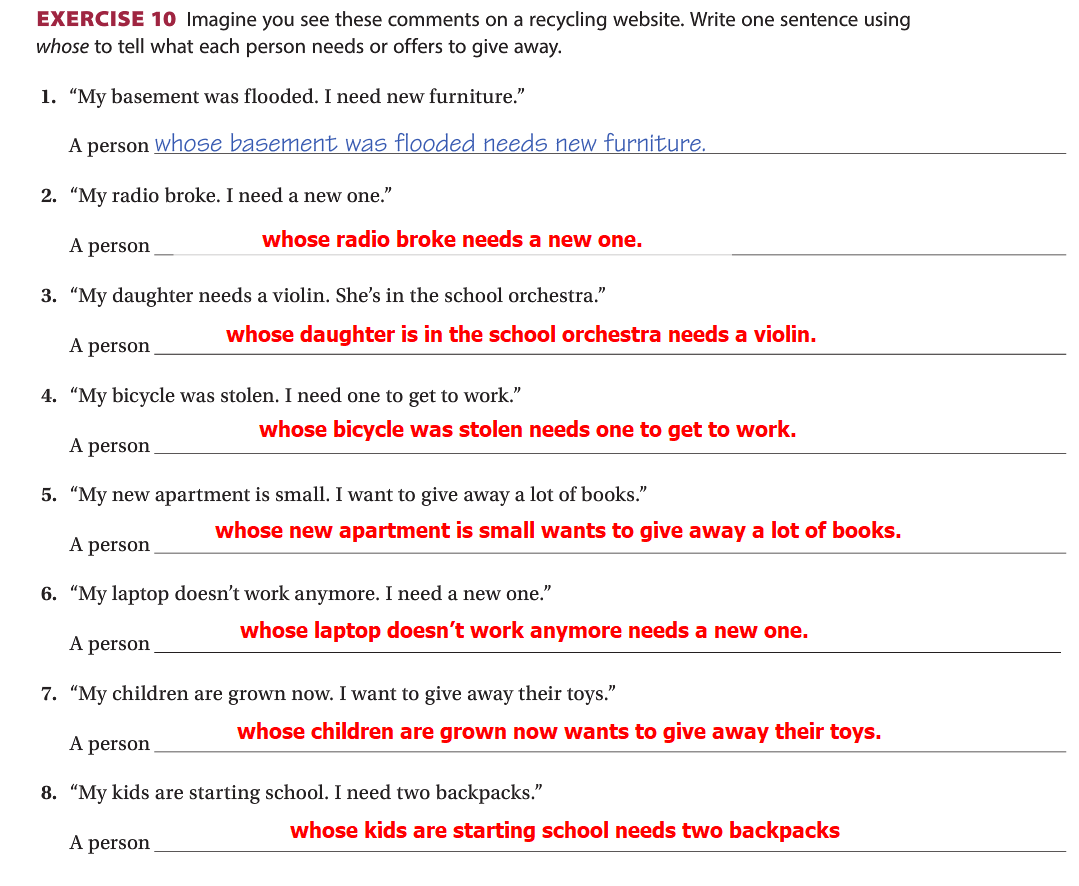 EXERCISE 10 Imagine you see these comments on a recycling website. Write one sentence using
whose to tell what each person needs or offers to give away.
1. “My basement was flooded. I need new furniture.”
A person whose basement was flooded needs new furniture.
2. “My radio broke. I need a new one.”
A person whose radio broke needs a new one.
3. “My daughter needs a violin. She’s in the school orchestra.”
A person whose daughter is in the school orchestra needs a violin.
4. “My bicycle was stolen. I need one to get to work.”
A person whose bicycle was stolen needs one to get to work.
5. “My new apartment is small. I want to give away a lot of books.”
A person whose new apartment is small wants to give away a lot of books.
6. “My laptop doesn’t work anymore. I need a new one.”
A person whose laptop doesn’t work anymore needs a new one.
7. “My children are grown now. I want to give away their toys.”
A person whose children are grown now wants to give away their toys.
8. “My kids are starting school. I need two backpacks.”
A person whose kids are starting school needs two backpacks